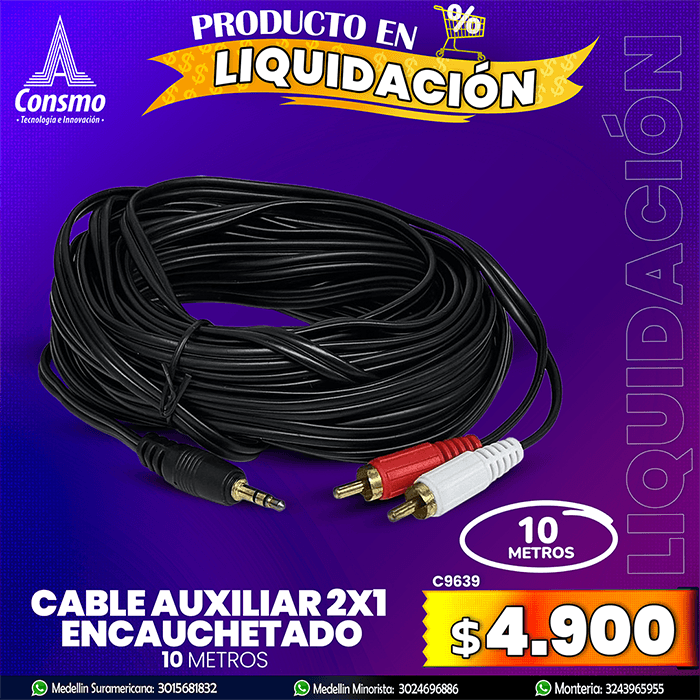 Consmo
• Tecnología e Innovación •
PRODUCTO EN
%
LIQUIDACIÓN
LIQUIDACIÓN
10
METROS
C9639
$4.900
CABLE AUXILIAR 2X1
ENCAUCHETADO
10 METROS
Medellin Suramericana: 3015681832
Medellin Minorista: 3024696886
Monteria: 3243965955